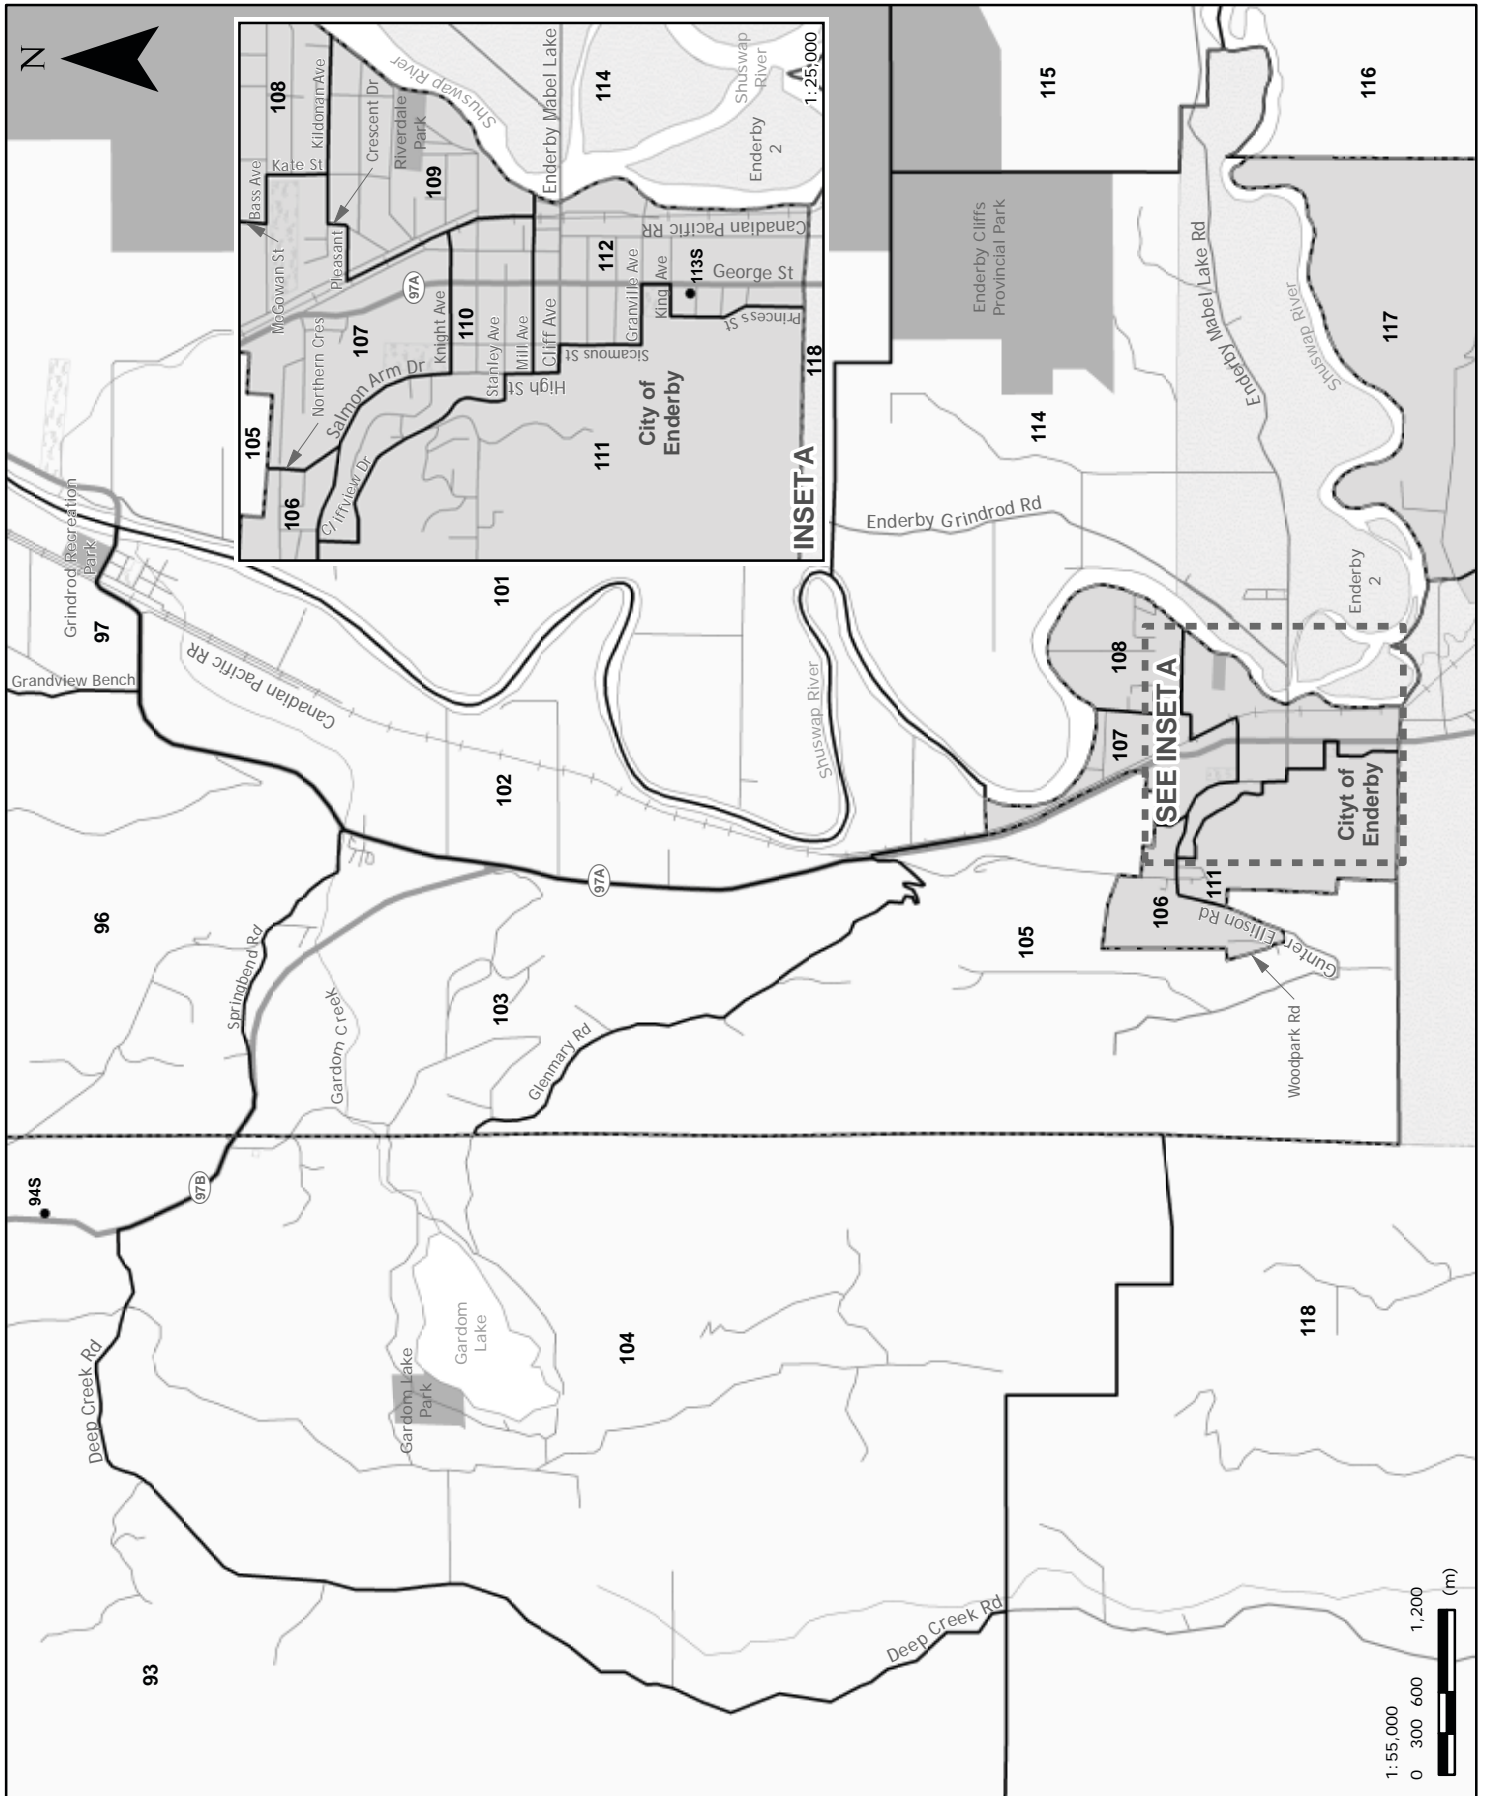 N
INSET A
1:25,000
105
106
107
108
109
110
111
112
113S
114
118
City of
Enderby
Enderby
2
Shuswap
River
Shuswap River
Enderby Mabel Lake
Riverdale
Park
Crescent Dr
Kildonan Ave
Kate St
Bass Ave
McGowan St
Pleasant
97A
Northern Cres
Salmon Arm Dr
Cliffview Dr
Knight Ave
Stanley Ave
Mill Ave
Cliff Ave
High St
Sicamous St
Granville Ave
King Ave
George St
Princess St
Canadian Pacific RR
94S
93
96
97
101
102
103
104
105
106
107
108
111
114
115
116
117
118
Grindrod Recreation
Park
Grandview Bench
Canadian Pacific RR
Springbend Rd
Gardom Creek
Glenmary Rd
97A
97B
Deep Creek Rd
Gardom Lake
Park
Gardom
Lake
Deep Creek Rd
Shuswap River
Enderby Grindrod Rd
Enderby Cliffs
Provincial Park
Enderby Mabel Lake Rd
Shuswap River
Enderby
2
SEE INSET A
Cityt of
Enderby
Gunter Ellison Rd
Woodpark Rd
1:55,000
0 300 600 1,200
(m)